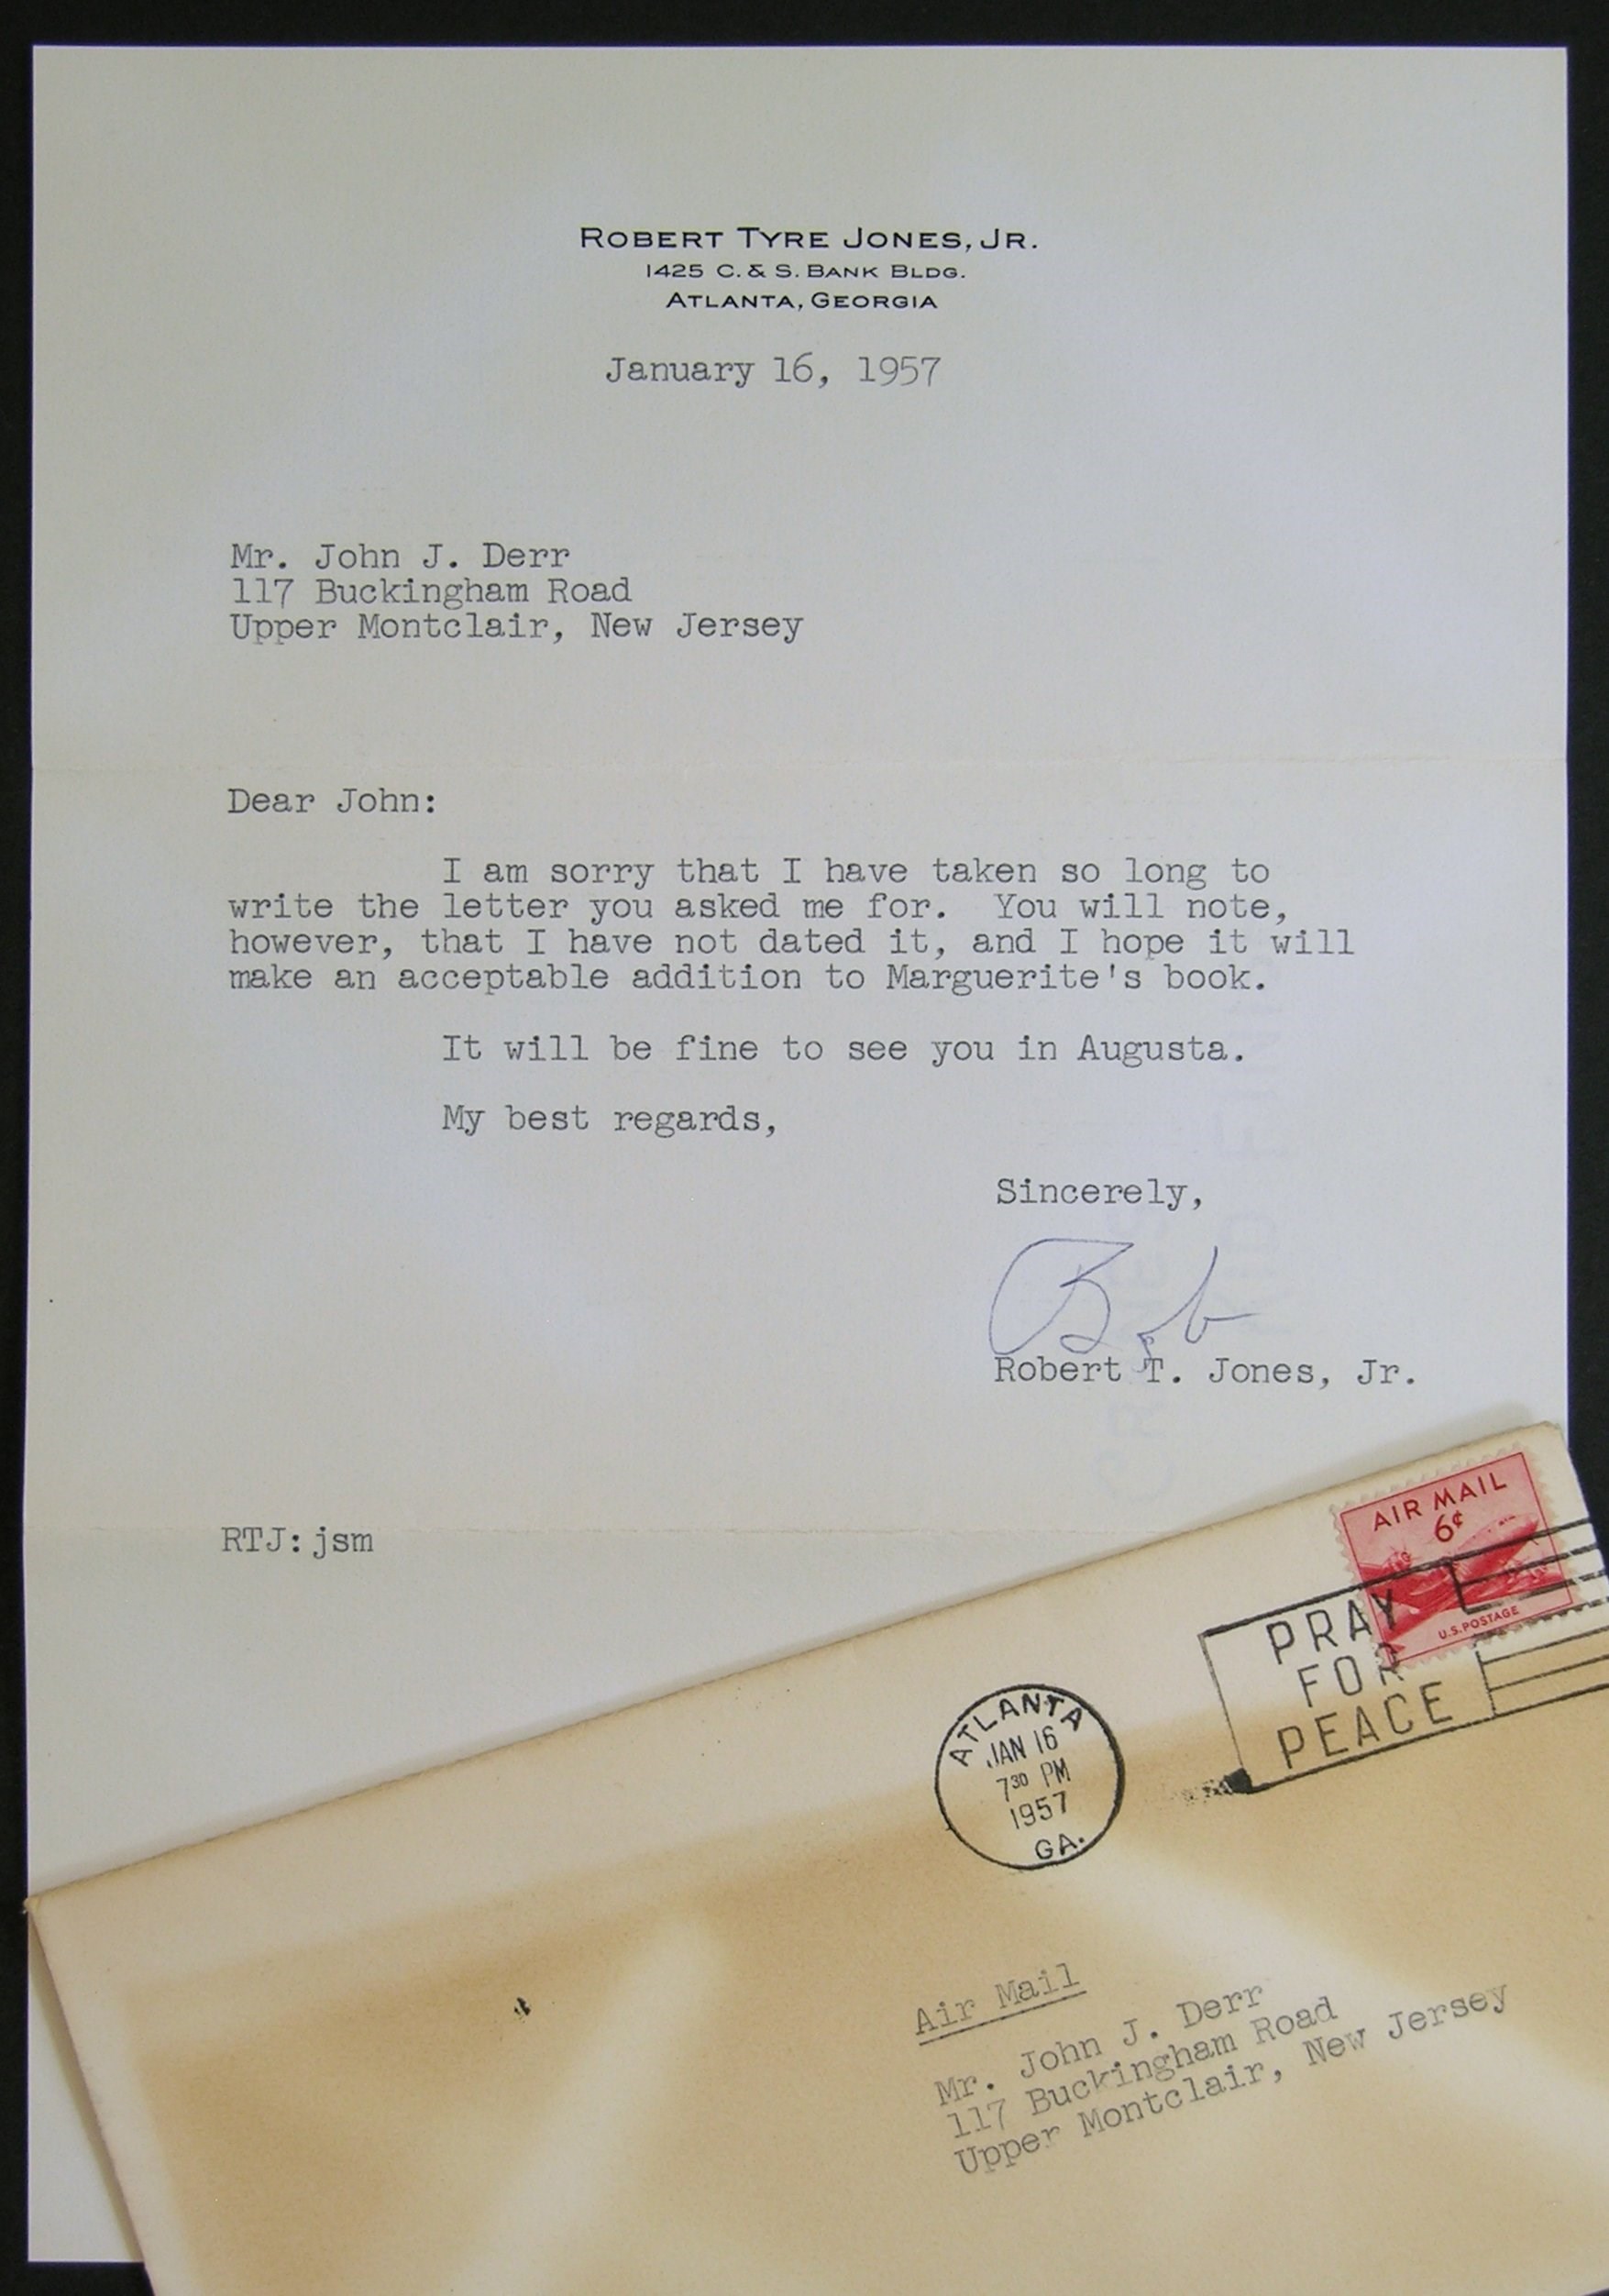 ROBERT TYRE JONES, JR.
1425 C. & S. BANK BLDG.
ATLANTA, GEORGIA
January 16, 1957
Mr. John J. Derr
117 Buckingham Road
Upper Montclair, New Jersey
Dear John:
I am sorry that I have taken so long to
write the letter you asked me for. You will note,
however, that I have not dated it, and I hope it will
make an acceptable addition to Marguerite's book.
It will be fine to see you in Augusta.
My best regards,
Sincerely,
Bob
Robert T. Jones, Jr.
RTJ:jsm
AIR MAIL
6¢
U.S. POSTAGE
PRAY
FOR
PEACE
ATLANTA
JAN 16
7 30 PM
1957
GA.
Air Mail
Mr. John J. Derr
117 Buckingham Road
Upper Montclair, New Jersey